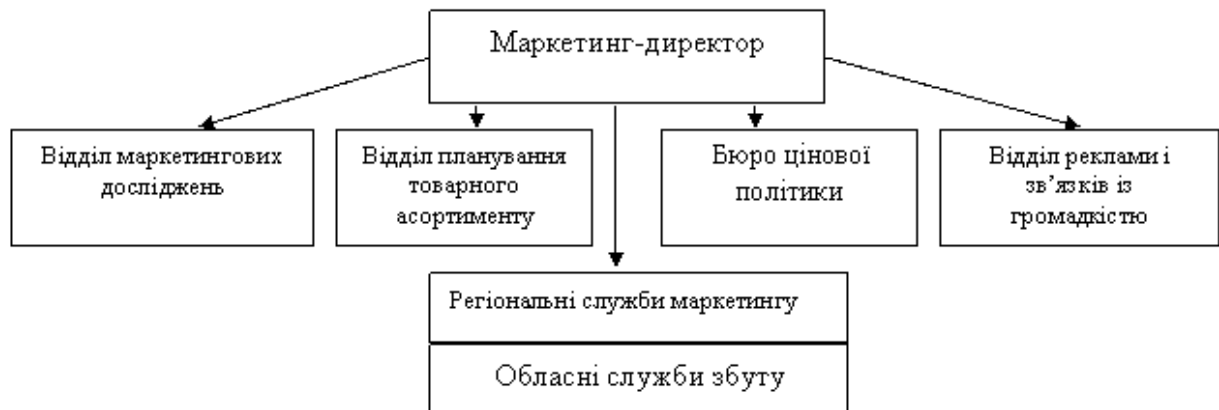 Маркетинг-директор
Відділ маркетингових
досліджень
Відділ планування
товарного
асортименту
Бюро цінової
політики
Відділ реклами і
зв’язків із
громадкістю
Регіональні служби маркетингу
Обласні служби збуту